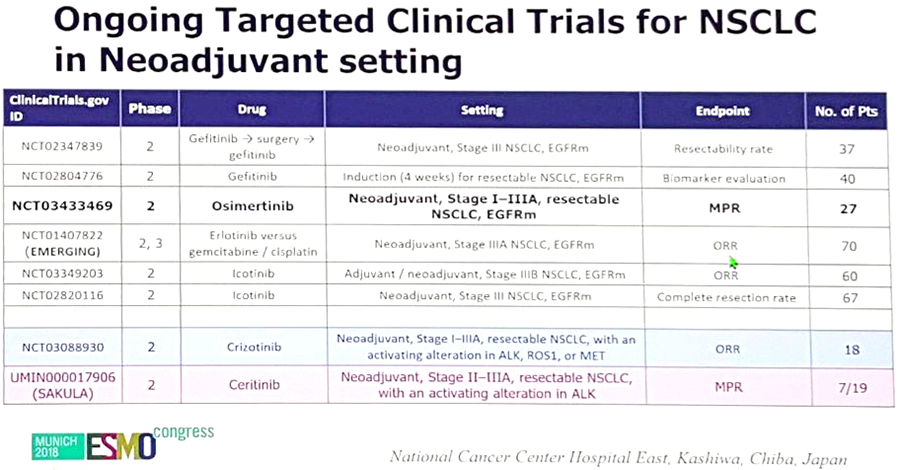 Ongoing Targeted Clinical Trials for NSCLC
in Neoadjuvant setting
ClinicalTrials.gov ID Phase Drug Setting Endpoint No. of Pts
NCT02347839 2 Gefitinib → surgery → gefitinib Neoadjuvant, Stage III NSCLC, EGFRm Resectability rate 37
NCT02804776 2 Gefitinib Induction (4 weeks) for resectable NSCLC, EGFRm Biomarker evaluation 40
NCT03433469 2 Osimertinib Neoadjuvant, Stage I–IIIA, resectable NSCLC, EGFRm MPR 27
NCT01407822 (EMERGING) 2, 3 Erlotinib versus gemcitabine / cisplatin Neoadjuvant, Stage IIIA NSCLC, EGFRm ORR 70
NCT03349203 2 Icotinib Adjuvant / neoadjuvant, Stage IIIB NSCLC, EGFRm ORR 60
NCT02820116 2 Icotinib Neoadjuvant, Stage III NSCLC, EGFRm Complete resection rate 67
NCT03088930 2 Crizotinib Neoadjuvant, Stage I–IIIA, resectable NSCLC, with an activating alteration in ALK, ROS1, or MET ORR 18
UMIN000017906 (SAKULA) 2 Ceritinib Neoadjuvant, Stage II–IIIA, resectable NSCLC, with an activating alteration in ALK MPR 7/19
MUNICH 2018 ESMO congress
National Cancer Center Hospital East, Kashiwa, Chiba, Japan